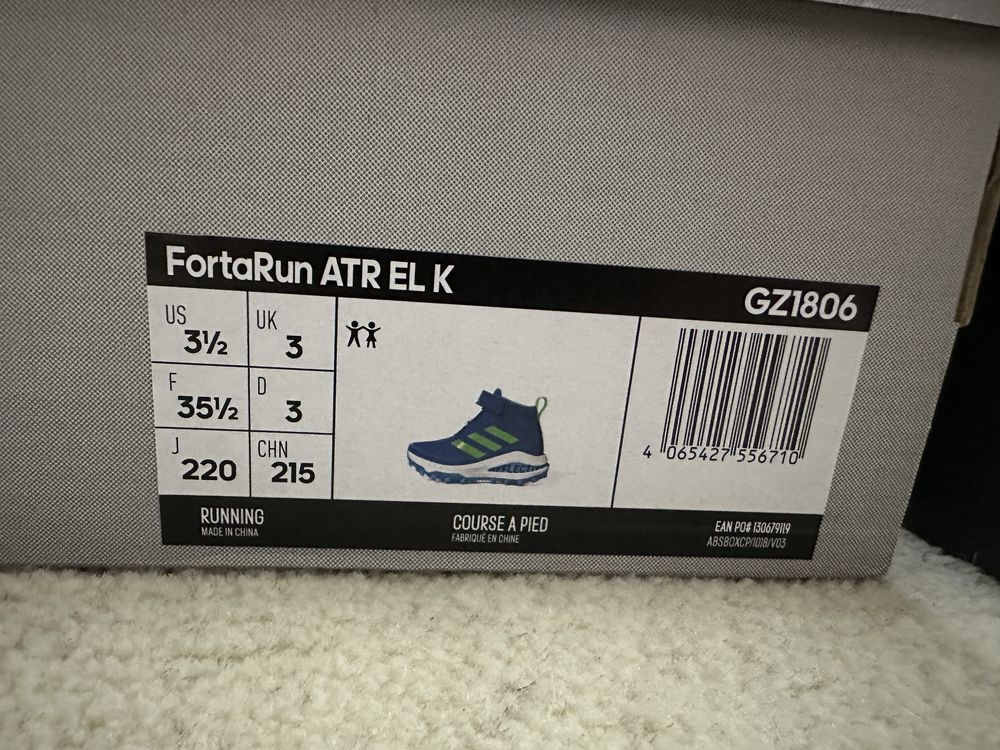 FortaRun ATR EL K
GZ1806
US 3½
UK 3
F 35½
D 3
J 220
CHN 215
4 065427 556710
RUNNING
MADE IN CHINA
COURSE A PIED
FABRIQUÉ EN CHINE
EAN PO# 130679119
ABSBOXCP/1018/V03